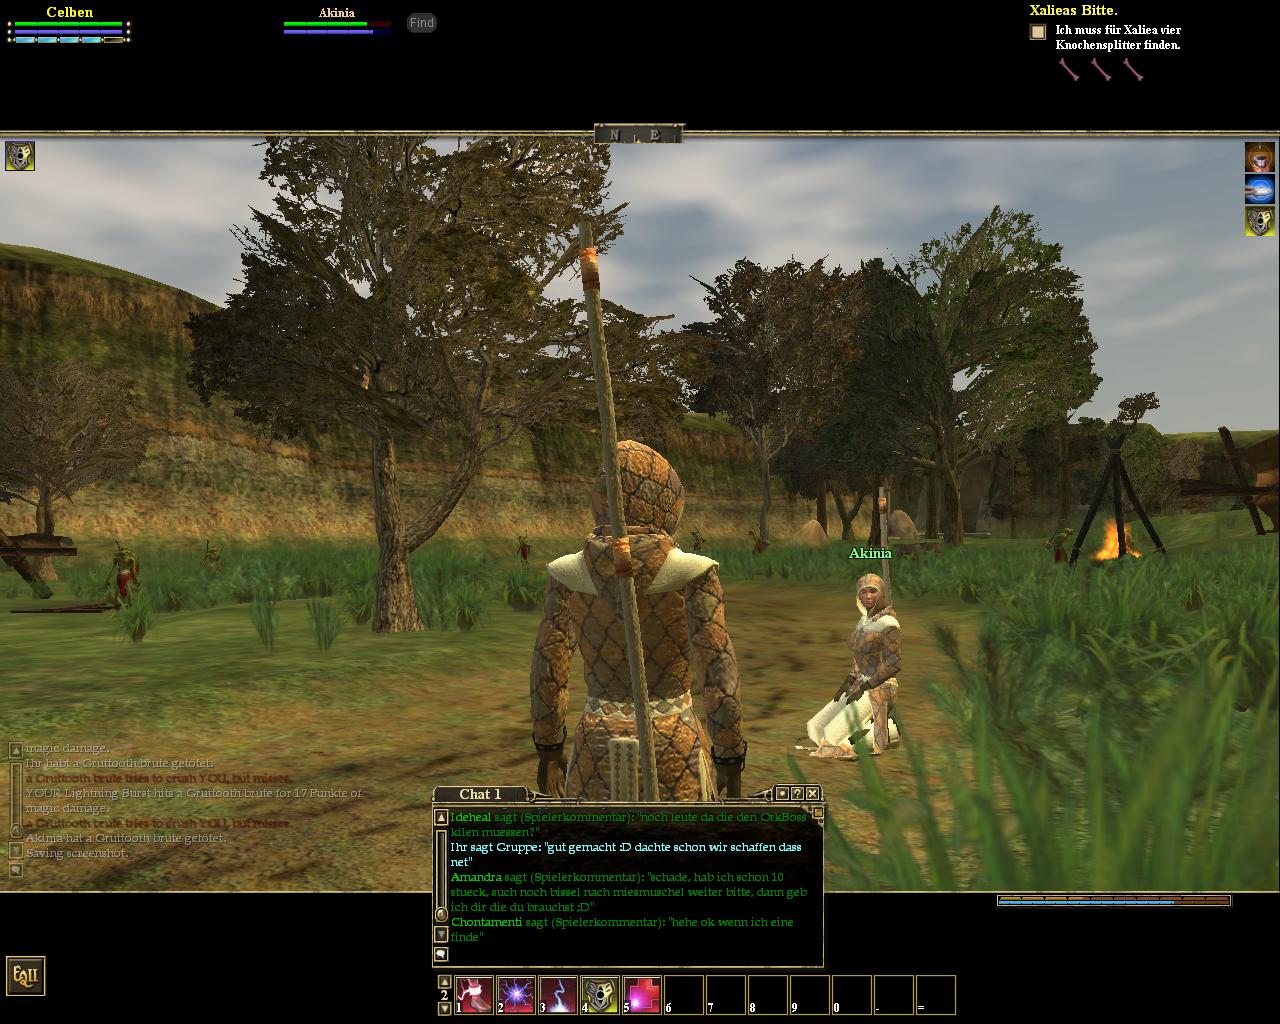 Celben
Akinia
Find
Xalieas Bitte.
Ich muss für Xaliea vier
Knochensplitter finden.
N E
Akinia
magic damage.
Ihr habt a Gruttooth brute getötet.
a Gruttooth brute tries to crush YOU, but misses.
YOUR Lightning Burst hits a Gruttooth brute for 17 Punkte of
magic damage.
a Gruttooth brute tries to crush YOU, but misses.
Akinia hat a Gruttooth brute getötet.
Saving screenshot.
Chat 1
Ideheal sagt (Spielerkommentar): "noch leute da die den OrkBoss
kilen muessen?"
Ihr sagt Gruppe: "gut gemacht :D dachte schon wir schaffen dass
net"
Amandra sagt (Spielerkommentar): "schade, hab ich schon 10
stueck, such noch bissel nach miesmuschel weiter bitte, dann geb
ich dir die du brauchst ;D"
Chontamenti sagt (Spielerkommentar): "hehe ok wenn ich eine
finde"
EQII
2 1 2 3 4 5 6 7 8 9 0 - =